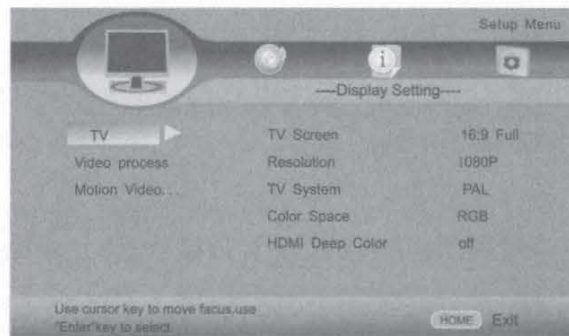 Setup Menu
i
----Display Setting----
TV
TV Screen 16:9 Full
Video process
Resolution 1080P
Motion Video...
TV System PAL
Color Space RGB
HDMI Deep Color off
Use cursor key to move facus,use
"Enter"key to select.
HOME Exit